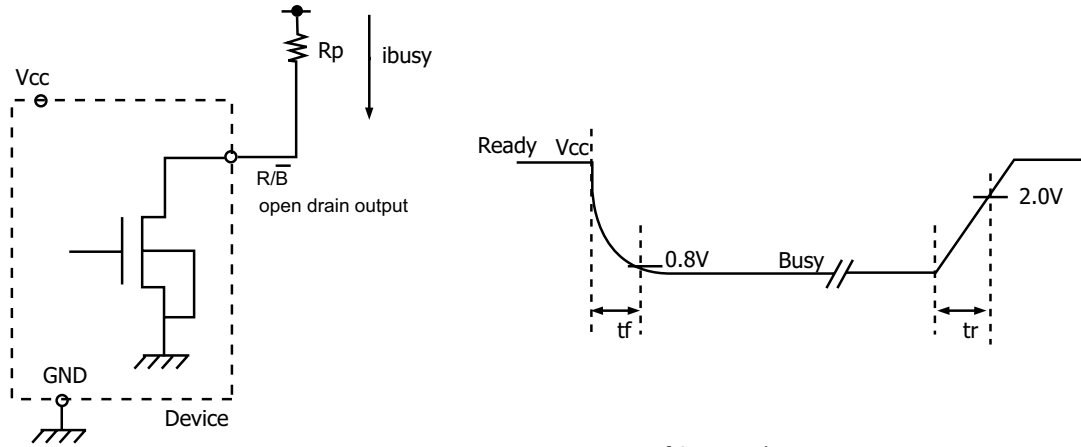 Rp
ibusy
Vcc
R/B̅
open drain output
GND
Device
Ready Vcc
2.0V
0.8V
Busy
tf
tr